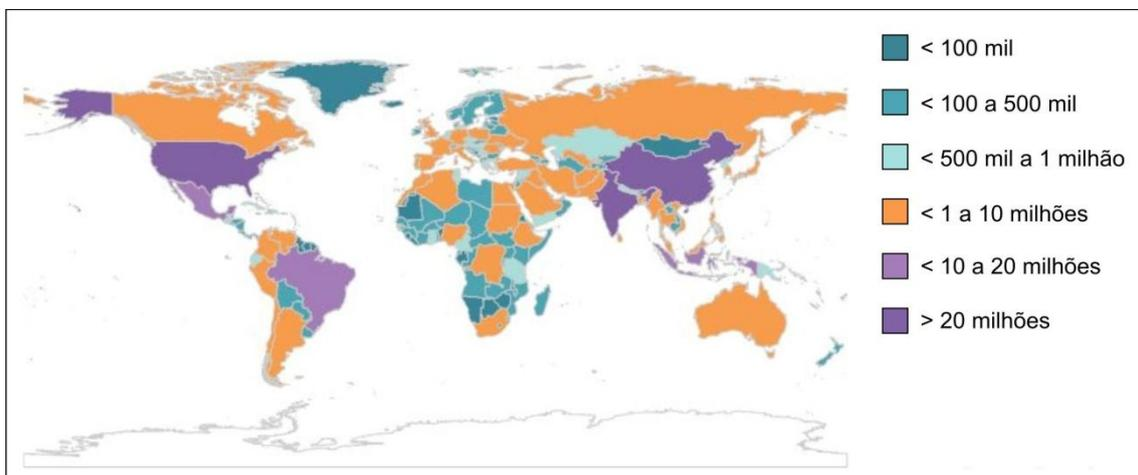 < 100 mil
< 100 a 500 mil
< 500 mil a 1 milhão
< 1 a 10 milhões
< 10 a 20 milhões
> 20 milhões